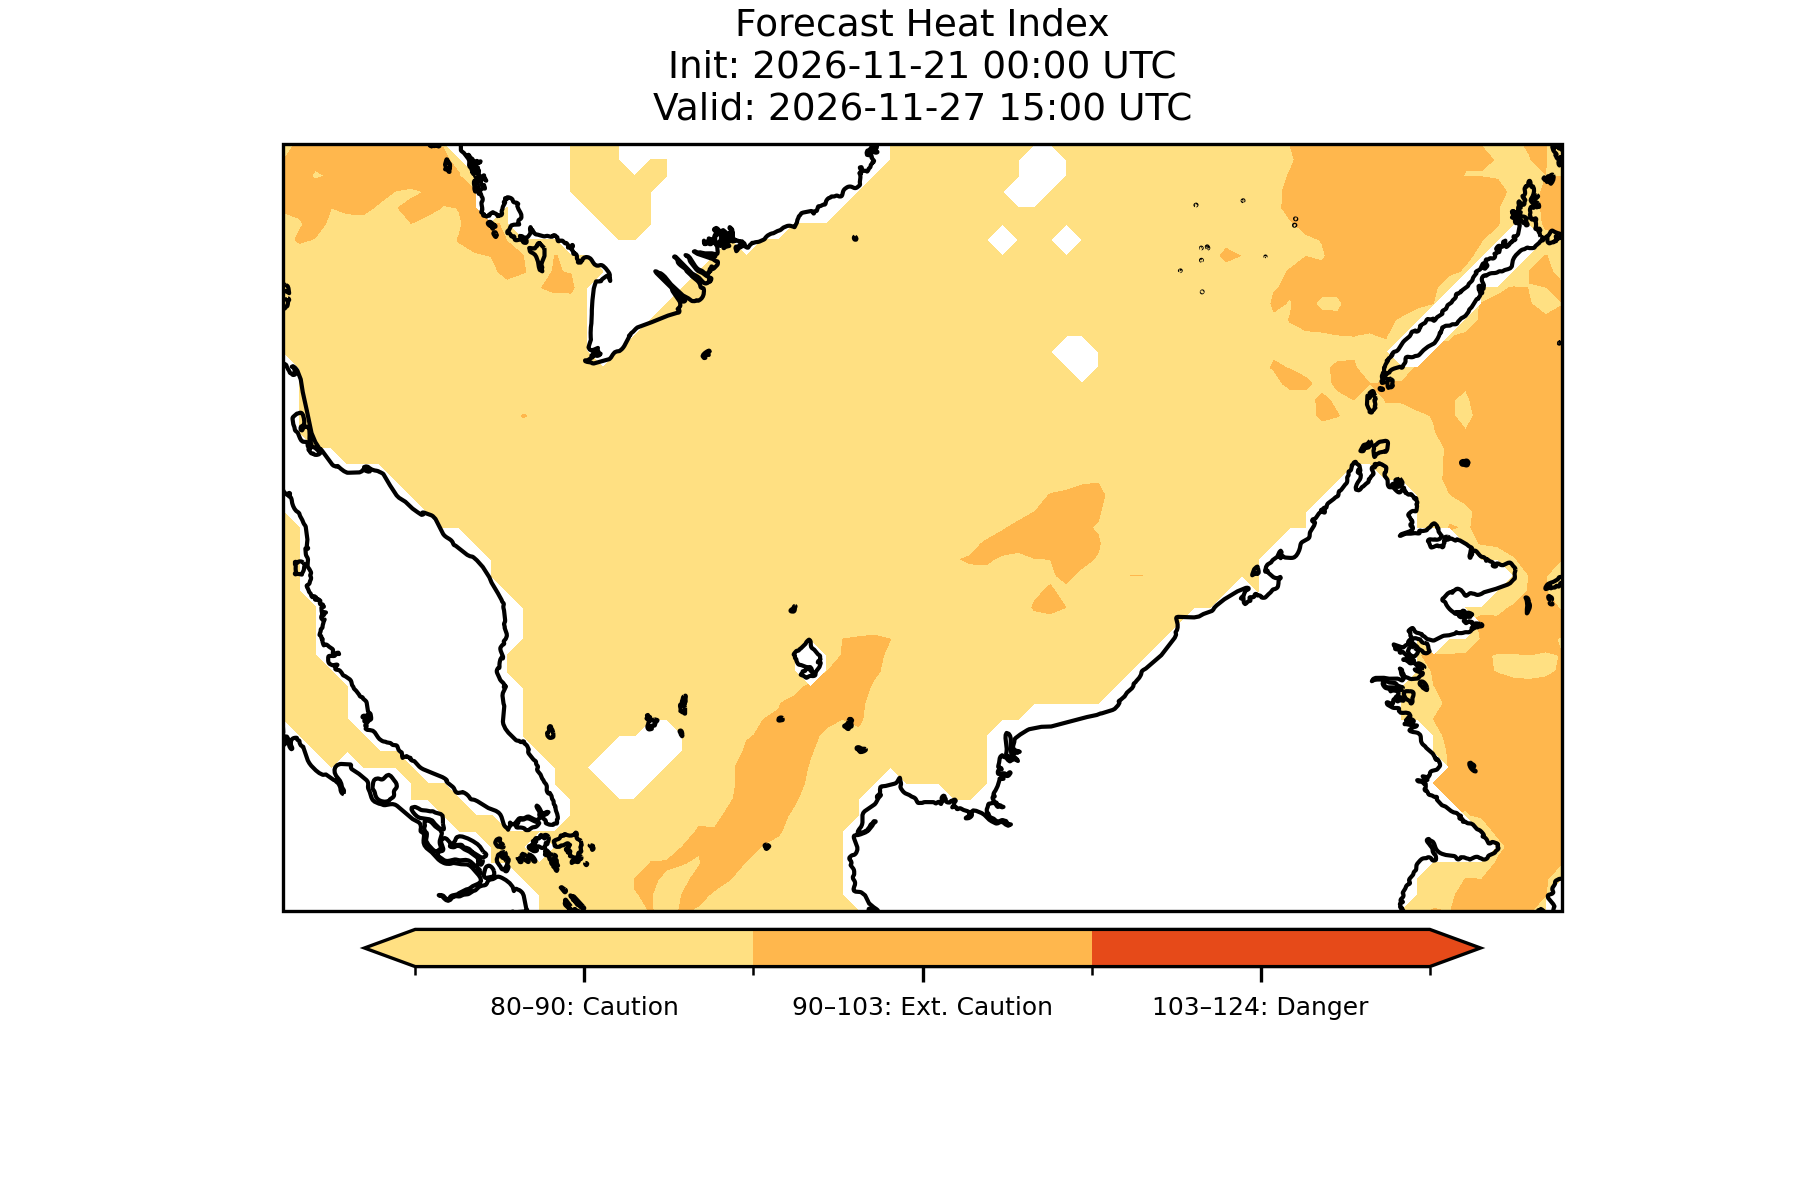 Forecast Heat Index
Init: 2026-11-21 00:00 UTC
Valid: 2026-11-27 15:00 UTC
80–90: Caution
90–103: Ext. Caution
103–124: Danger